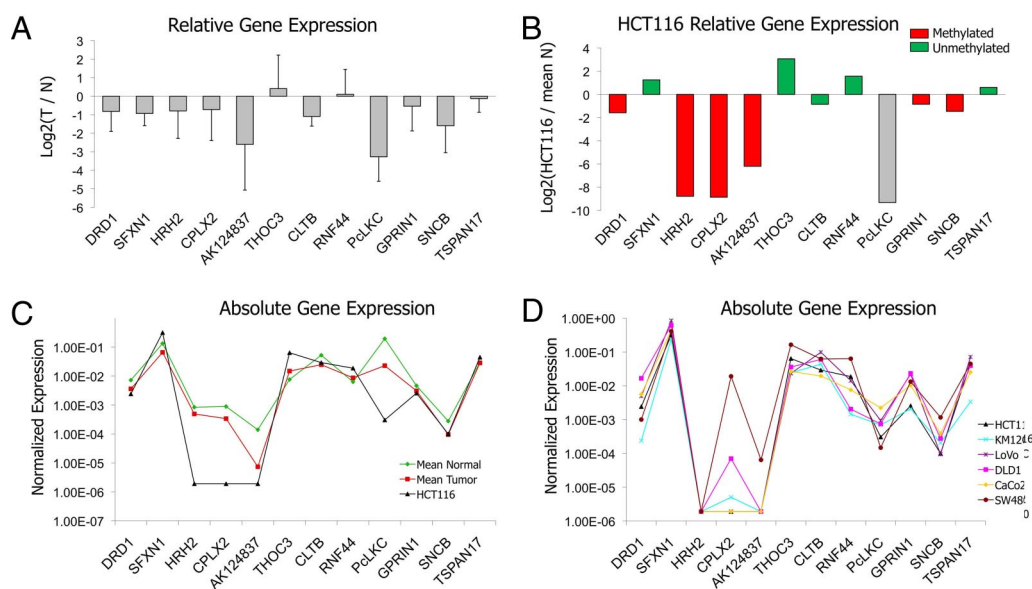 A
Relative Gene Expression
Log2(T / N)
3
2
1
0
-1
-2
-3
-4
-5
-6
DRD1
SFXN1
HRH2
CPLX2
AK124837
THOC3
CLTB
RNF44
PcLKC
GPRIN1
SNCB
TSPAN17
B
HCT116 Relative Gene Expression
Methylated
Unmethylated
Log2(HCT116 / mean N)
4
2
0
-2
-4
-6
-8
-10
DRD1
SFXN1
HRH2
CPLX2
AK124837
THOC3
CLTB
RNF44
PcLKC
GPRIN1
SNCB
TSPAN17
C
Absolute Gene Expression
Normalized Expression
1.00E-01
1.00E-02
1.00E-03
1.00E-04
1.00E-05
1.00E-06
1.00E-07
Mean Normal
Mean Tumor
HCT116
DRD1
SFXN1
HRH2
CPLX2
AK124837
THOC3
CLTB
RNF44
PcLKC
GPRIN1
SNCB
TSPAN17
D
Absolute Gene Expression
Normalized Expression
1.00E+00
1.00E-01
1.00E-02
1.00E-03
1.00E-04
1.00E-05
1.00E-06
LoVo
DLD1
CaCo2
DRD1
SFXN1
HRH2
CPLX2
AK124837
THOC3
CLTB
RNF44
PcLKC
GPRIN1
SNCB
TSPAN17